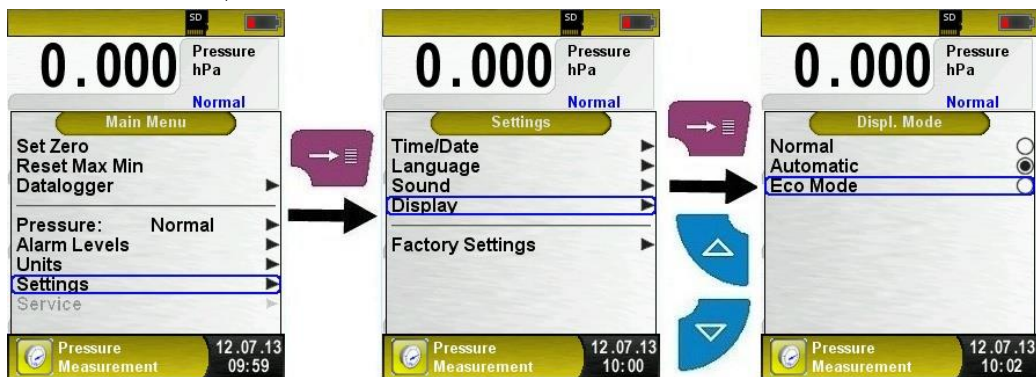 SD
0.000
Pressure
hPa
Normal
Main Menu
Set Zero
Reset Max Min
Datalogger
Pressure: Normal
Alarm Levels
Units
Settings
Service
Pressure
Measurement
12.07.13
09:59
SD
0.000
Pressure
hPa
Normal
Settings
Time/Date
Language
Sound
Display
Factory Settings
Pressure
Measurement
12.07.13
10:00
SD
0.000
Pressure
hPa
Normal
Displ. Mode
Normal
Automatic
Eco Mode
Pressure
Measurement
12.07.13
10:02